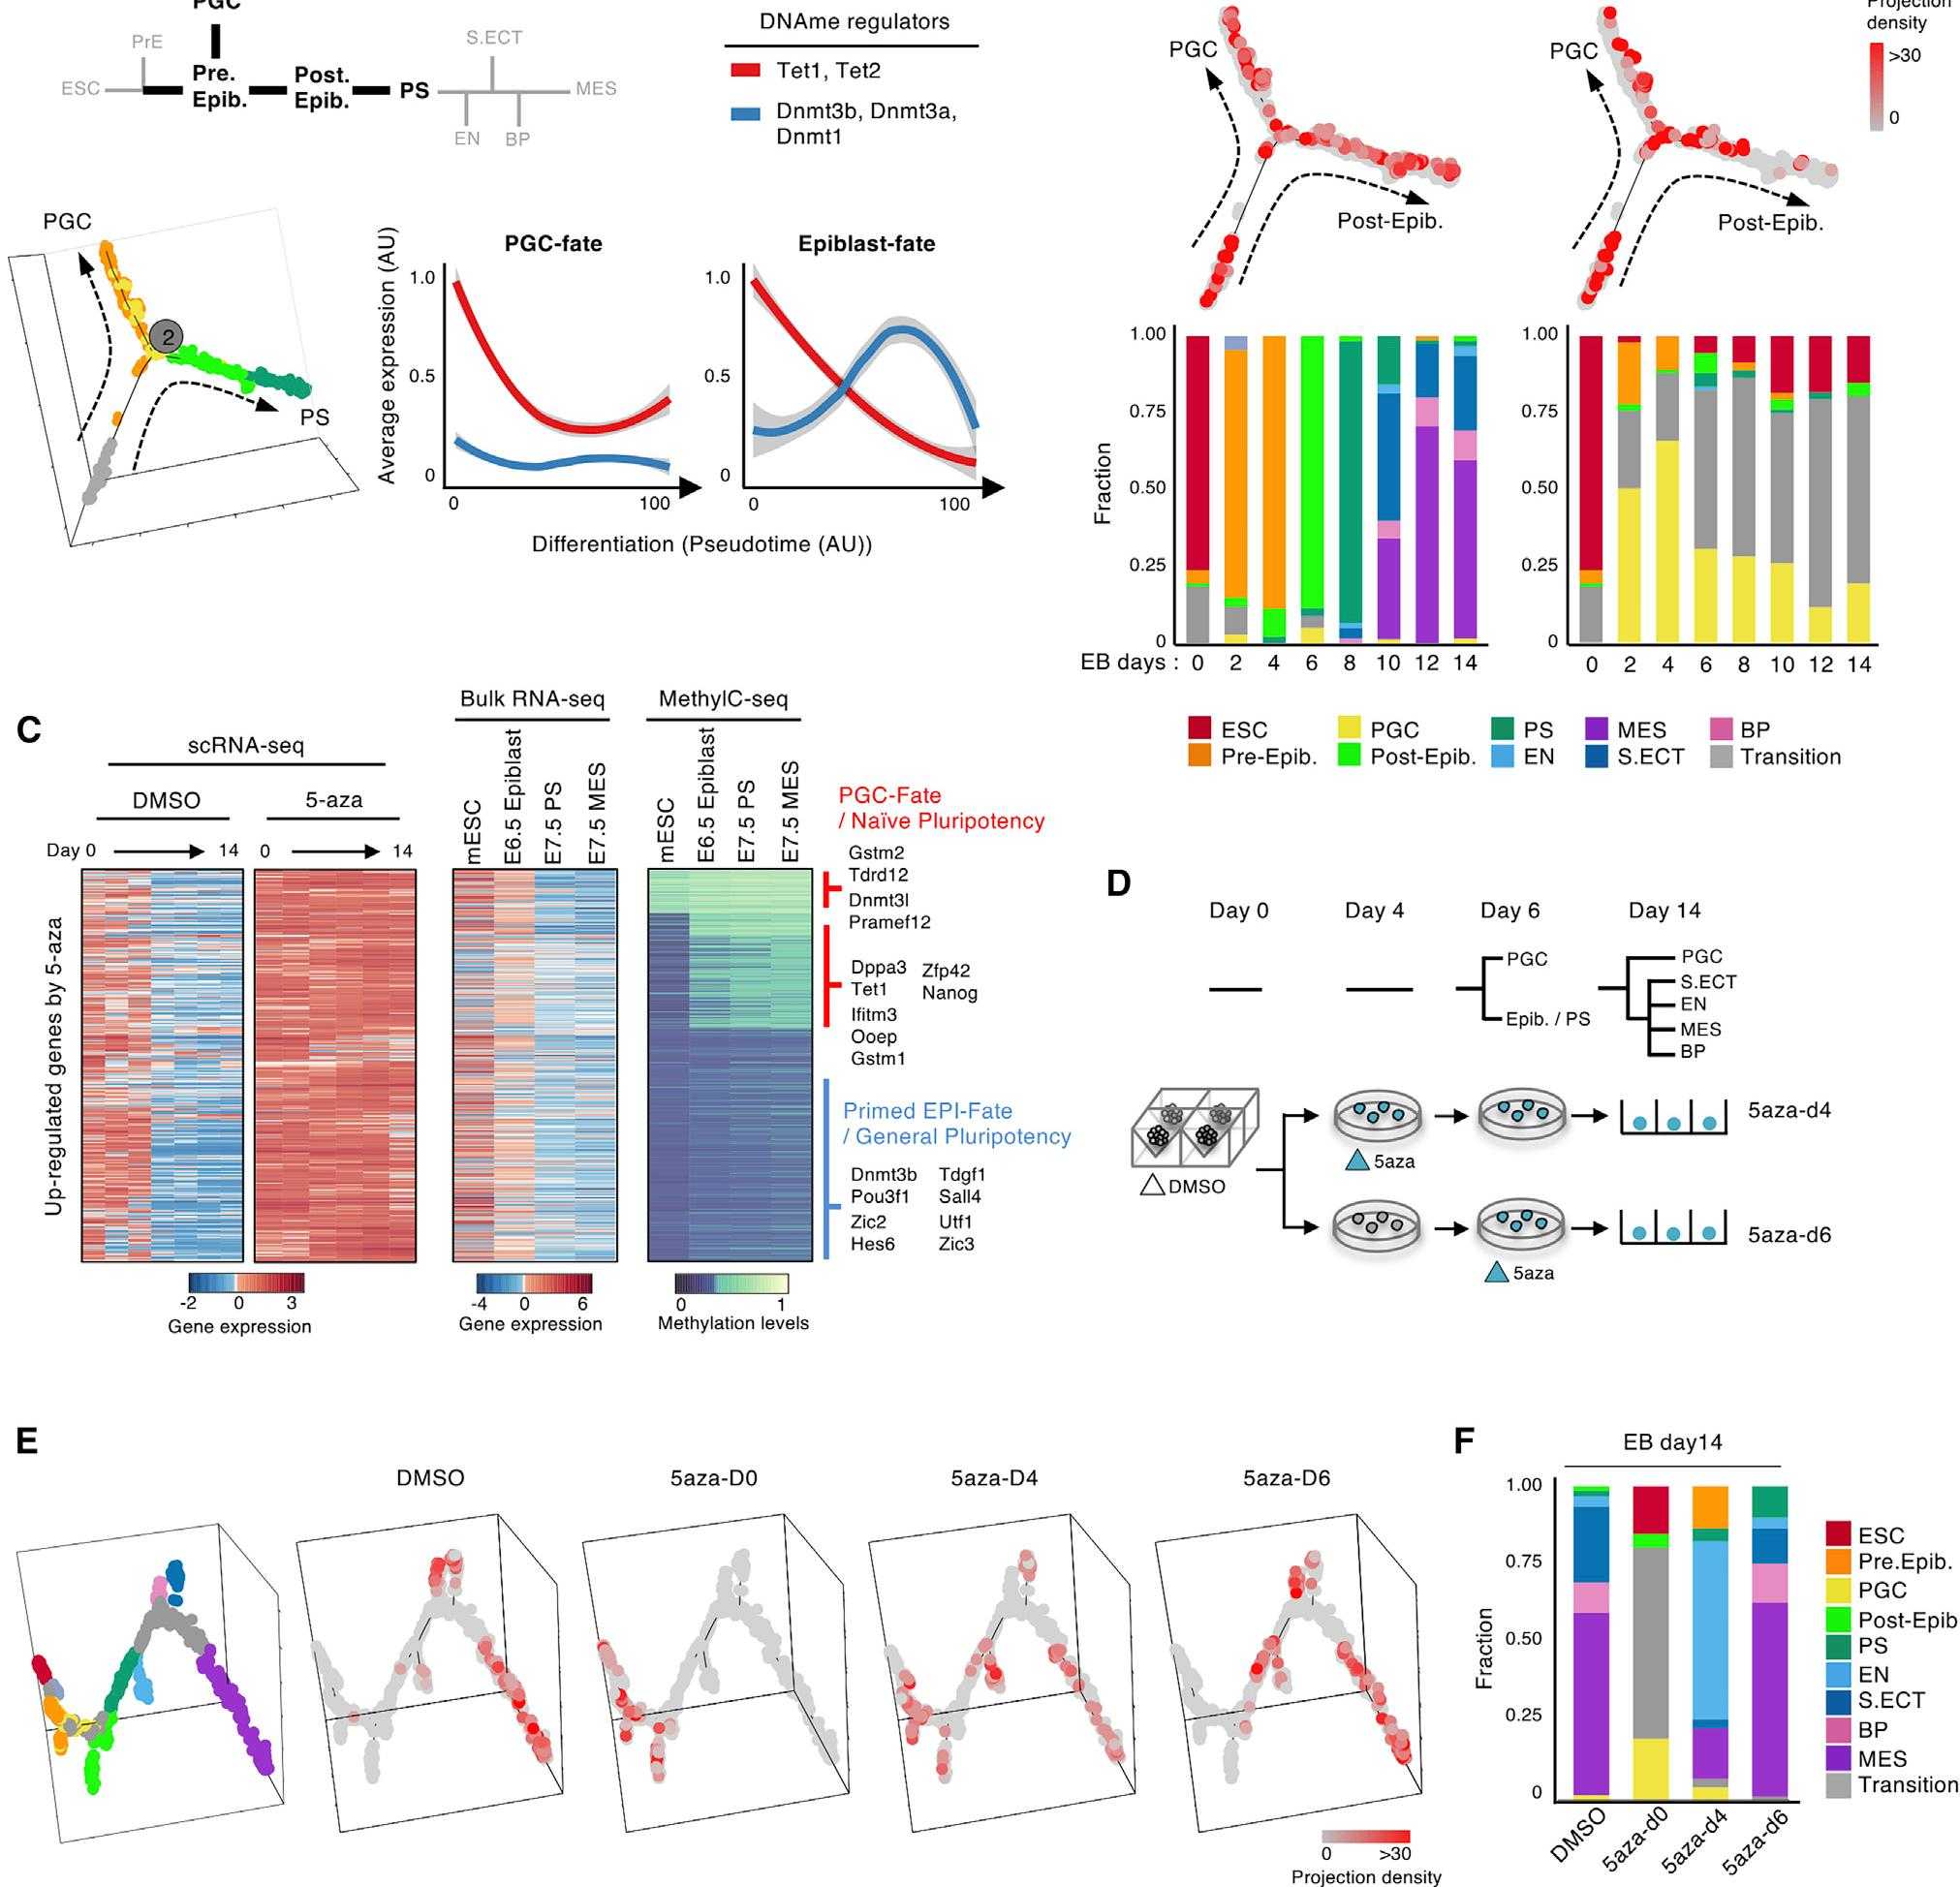 PGC
PrE
S.ECT
ESC
Pre.
Epib.
Post.
Epib.
PS
MES
EN
BP
DNAme regulators
Tet1, Tet2
Dnmt3b, Dnmt3a,
Dnmt1
PGC
2
PS
Average expression (AU)
PGC-fate
1.0
0.5
0
0
100
Epiblast-fate
1.0
0.5
0
0
100
Differentiation (Pseudotime (AU))
PGC
Post-Epib.
PGC
Post-Epib.
Projection
density
>30
0
Fraction
1.00
0.75
0.50
0.25
0
EB days : 0 2 4 6 8 10 12 14
1.00
0.75
0.50
0.25
0
0 2 4 6 8 10 12 14
ESC PGC PS MES BP
Pre-Epib. Post-Epib. EN S.ECT Transition
C
scRNA-seq
DMSO
5-aza
Day 0 14
0 14
Up-regulated genes by 5-aza
-2 0 3
Gene expression
Bulk RNA-seq
mESC
E6.5 Epiblast
E7.5 PS
E7.5 MES
-4 0 6
Gene expression
MethylC-seq
mESC
E6.5 Epiblast
E7.5 PS
E7.5 MES
0 1
Methylation levels
PGC-Fate
/ Naïve Pluripotency
Gstm2
Tdrd12
Dnmt3l
Pramef12
Dppa3 Zfp42
Tet1 Nanog
Ifitm3
Ooep
Gstm1
Primed EPI-Fate
/ General Pluripotency
Dnmt3b Tdgf1
Pou3f1 Sall4
Zic2 Utf1
Hes6 Zic3
D
Day 0 Day 4 Day 6 Day 14
PGC
Epib. / PS
PGC
S.ECT
EN
MES
BP
DMSO
5aza
5aza-d4
5aza
5aza-d6
E
DMSO
5aza-D0
5aza-D4
5aza-D6
0 >30
Projection density
F
EB day14
Fraction
1.00
0.75
0.50
0.25
0
DMSO
5aza-d0
5aza-d4
5aza-d6
ESC
Pre.Epib.
PGC
Post-Epib
PS
EN
S.ECT
BP
MES
Transition